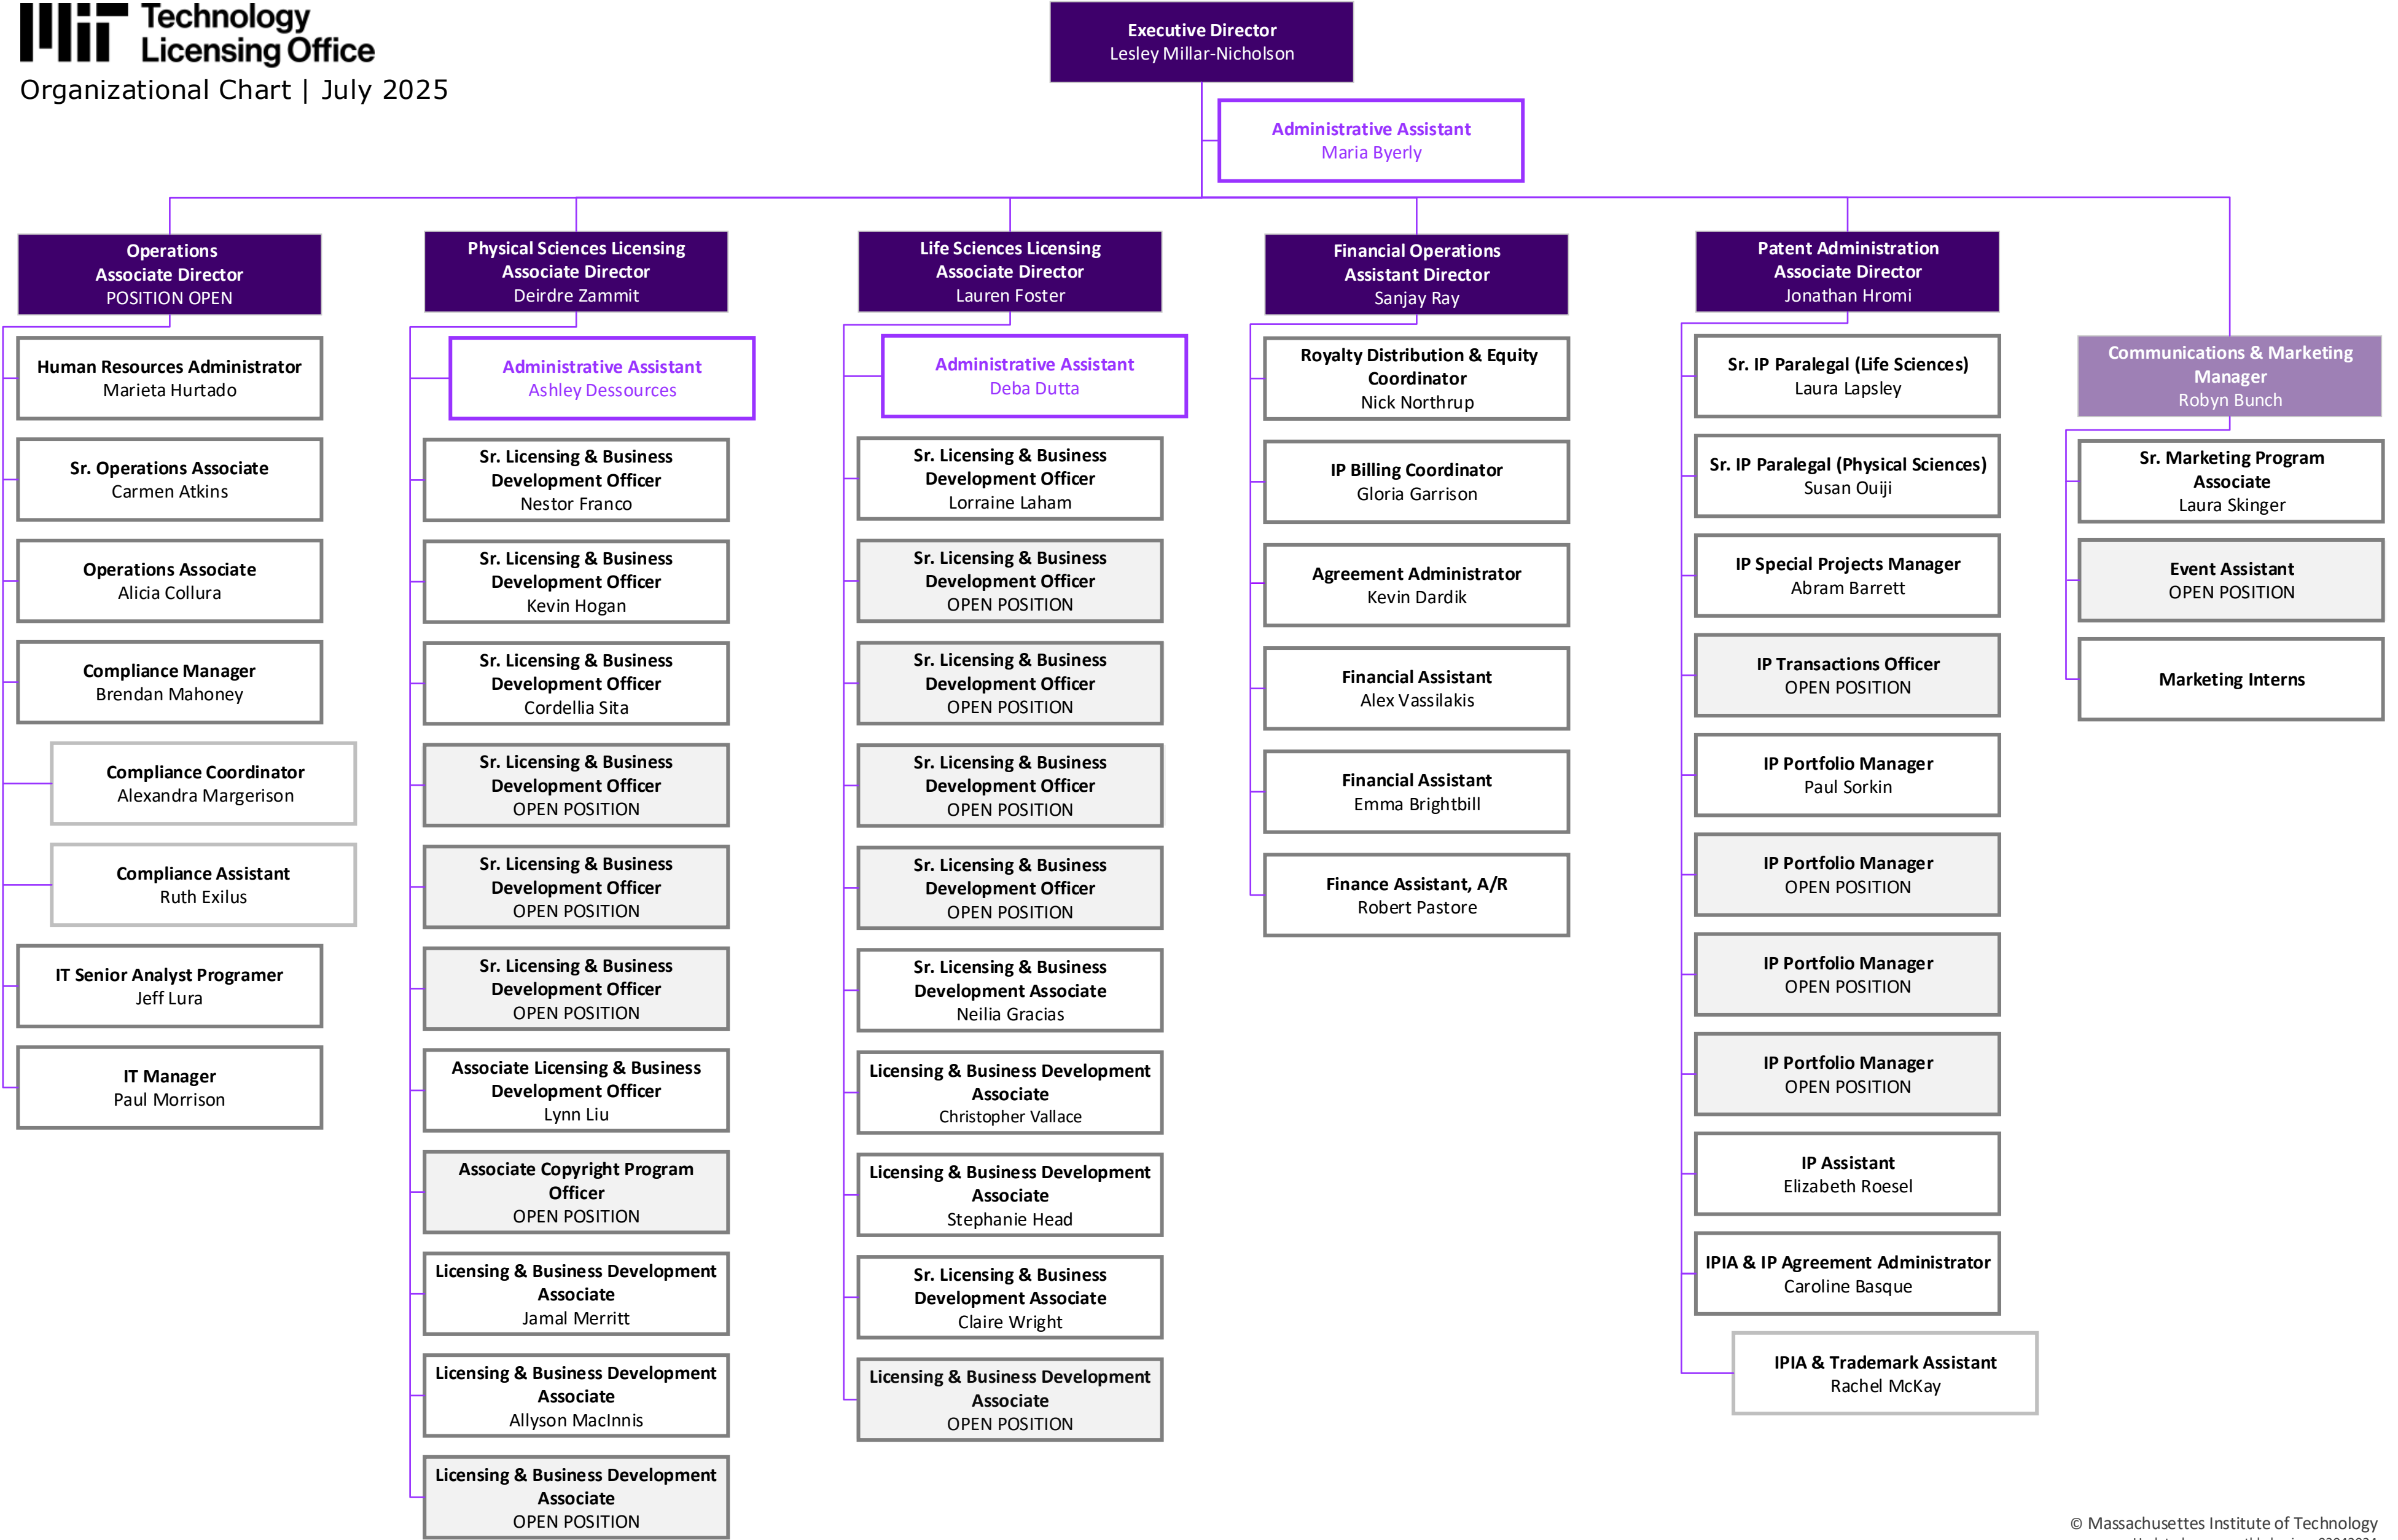 MIT Technology
Licensing Office
Organizational Chart | July 2025
Executive Director
Lesley Millar-Nicholson
Administrative Assistant
Maria Byerly
Operations
Associate Director
POSITION OPEN
Human Resources Administrator
Marieta Hurtado
Sr. Operations Associate
Carmen Atkins
Operations Associate
Alicia Collura
Compliance Manager
Brendan Mahoney
Compliance Coordinator
Alexandra Margerison
Compliance Assistant
Ruth Exilus
IT Senior Analyst Programer
Jeff Lura
IT Manager
Paul Morrison
Physical Sciences Licensing
Associate Director
Deirdre Zammit
Administrative Assistant
Ashley Dessources
Sr. Licensing & Business
Development Officer
Nestor Franco
Sr. Licensing & Business
Development Officer
Kevin Hogan
Sr. Licensing & Business
Development Officer
Cordellia Sita
Sr. Licensing & Business
Development Officer
OPEN POSITION
Sr. Licensing & Business
Development Officer
OPEN POSITION
Sr. Licensing & Business
Development Officer
OPEN POSITION
Associate Licensing & Business
Development Officer
Lynn Liu
Associate Copyright Program
Officer
OPEN POSITION
Licensing & Business Development
Associate
Jamal Merritt
Licensing & Business Development
Associate
Allyson MacInnis
Licensing & Business Development
Associate
OPEN POSITION
Life Sciences Licensing
Associate Director
Lauren Foster
Administrative Assistant
Deba Dutta
Sr. Licensing & Business
Development Officer
Lorraine Laham
Sr. Licensing & Business
Development Officer
OPEN POSITION
Sr. Licensing & Business
Development Officer
OPEN POSITION
Sr. Licensing & Business
Development Officer
OPEN POSITION
Sr. Licensing & Business
Development Officer
OPEN POSITION
Sr. Licensing & Business
Development Associate
Neilia Gracias
Licensing & Business Development
Associate
Christopher Vallace
Licensing & Business Development
Associate
Stephanie Head
Sr. Licensing & Business
Development Associate
Claire Wright
Licensing & Business Development
Associate
OPEN POSITION
Financial Operations
Assistant Director
Sanjay Ray
Royalty Distribution & Equity
Coordinator
Nick Northrup
IP Billing Coordinator
Gloria Garrison
Agreement Administrator
Kevin Dardik
Financial Assistant
Alex Vassilakis
Financial Assistant
Emma Brightbill
Finance Assistant, A/R
Robert Pastore
Patent Administration
Associate Director
Jonathan Hromi
Sr. IP Paralegal (Life Sciences)
Laura Lapsley
Sr. IP Paralegal (Physical Sciences)
Susan Ouiji
IP Special Projects Manager
Abram Barrett
IP Transactions Officer
OPEN POSITION
IP Portfolio Manager
Paul Sorkin
IP Portfolio Manager
OPEN POSITION
IP Portfolio Manager
OPEN POSITION
IP Portfolio Manager
OPEN POSITION
IP Assistant
Elizabeth Roesel
IPIA & IP Agreement Administrator
Caroline Basque
IPIA & Trademark Assistant
Rachel McKay
Communications & Marketing
Manager
Robyn Bunch
Sr. Marketing Program
Associate
Laura Skinger
Event Assistant
OPEN POSITION
Marketing Interns
© Massachusetts Institute of Technology